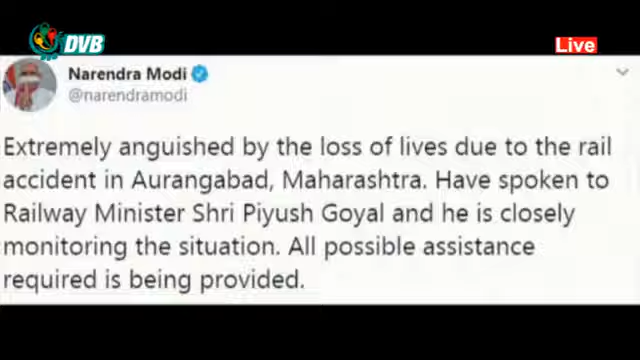 DVB
DVB
Live
Narendra Modi
@narendramodi
Extremely anguished by the loss of lives due to the rail
accident in Aurangabad, Maharashtra. Have spoken to
Railway Minister Shri Piyush Goyal and he is closely
monitoring the situation. All possible assistance
required is being provided.